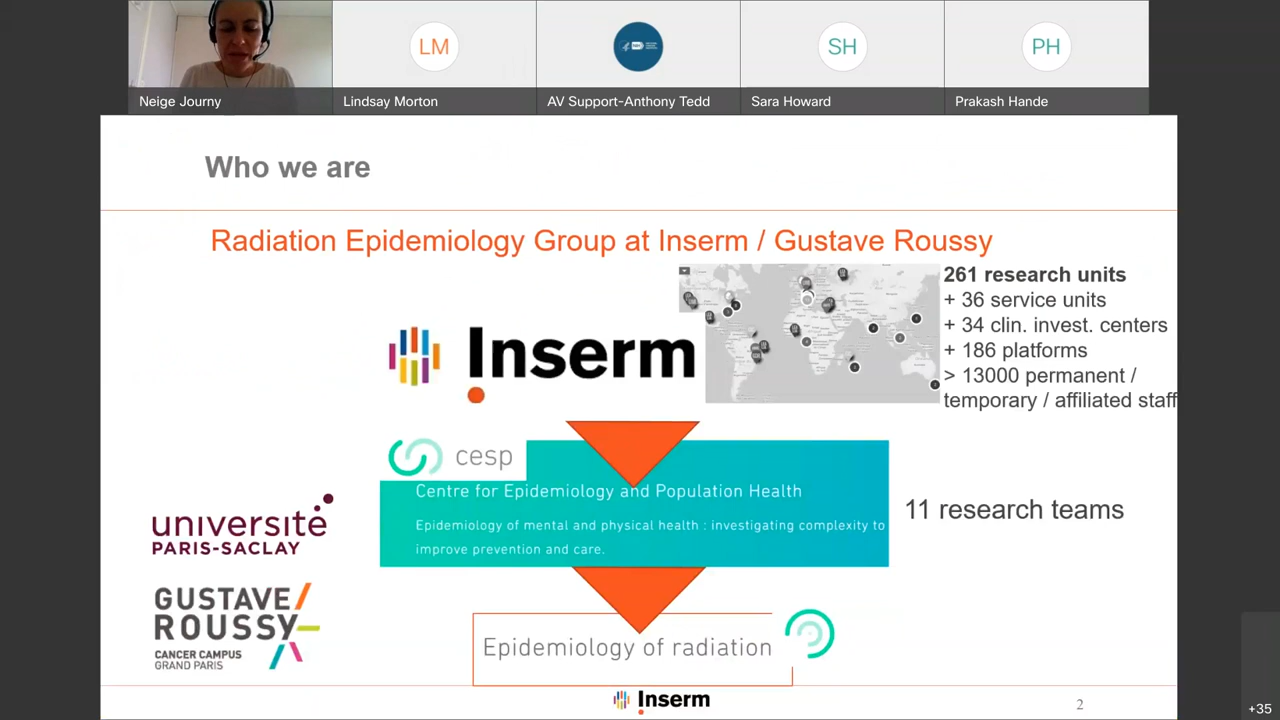 LM
SH
PH
Neige Journy
Lindsay Morton
AV Support-Anthony Tedd
Sara Howard
Prakash Hande
Who we are
Radiation Epidemiology Group at Inserm / Gustave Roussy
261 research units
+ 36 service units
+ 34 clin. invest. centers
+ 186 platforms
> 13000 permanent /
temporary / affiliated staff
Inserm
cesp
Centre for Epidemiology and Population Health
Epidemiology of mental and physical health : investigating complexity to
improve prevention and care.
11 research teams
université
PARIS-SACLAY
GUSTAVE
ROUSSY
CANCER CAMPUS
GRAND PARIS
Epidemiology of radiation
Inserm
2
+35